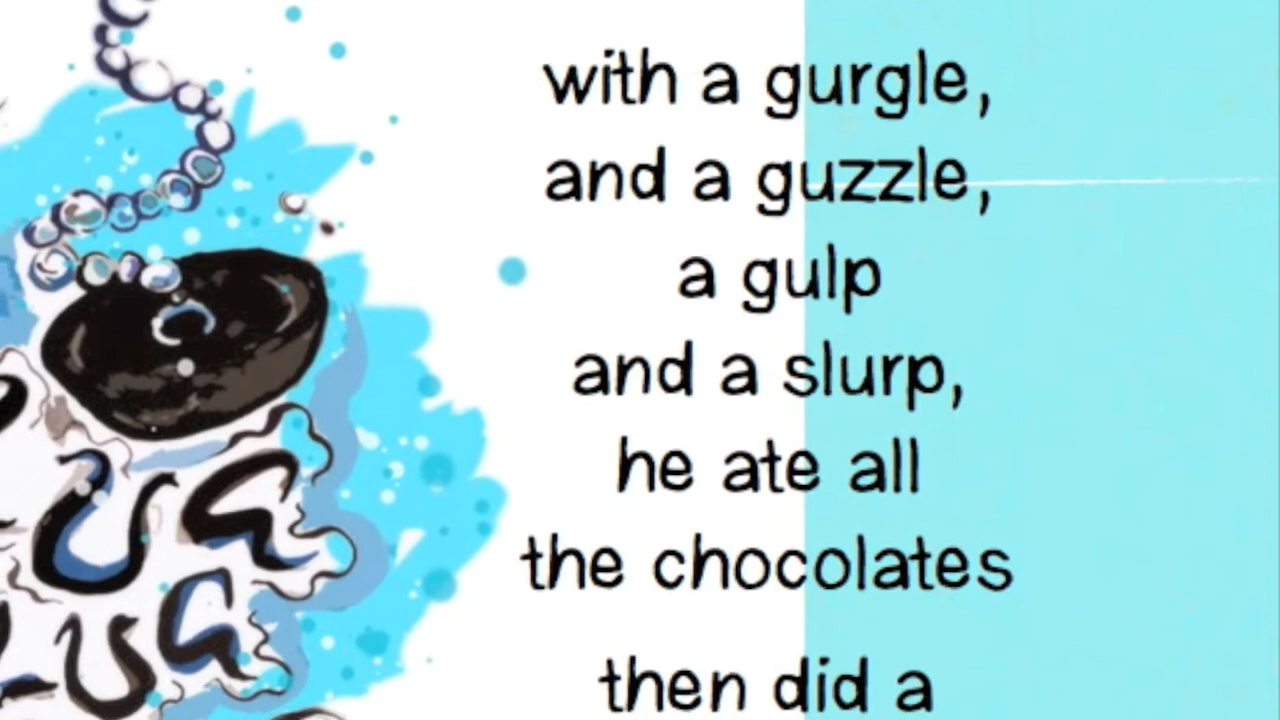 with a gurgle,
and a guzzle,
a gulp
and a slurp,
he ate all
the chocolates
then did a